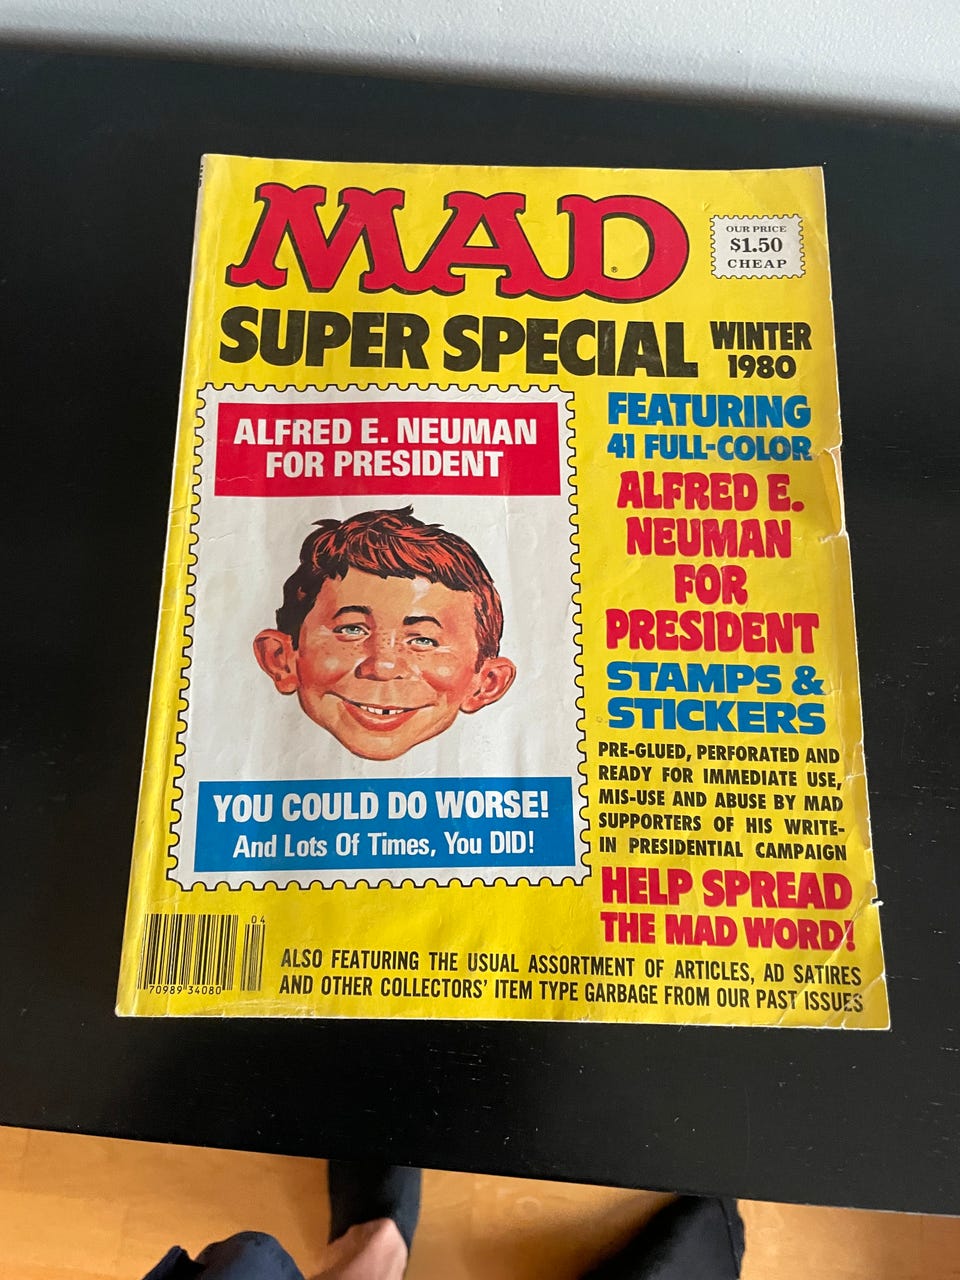 MAD
®
OUR PRICE
$1.50
CHEAP
SUPER SPECIAL
WINTER
1980
ALFRED E. NEUMAN
FOR PRESIDENT
YOU COULD DO WORSE!
And Lots Of Times, You DID!
FEATURING
41 FULL-COLOR
ALFRED E.
NEUMAN
FOR
PRESIDENT
STAMPS &
STICKERS
PRE-GLUED, PERFORATED AND
READY FOR IMMEDIATE USE,
MIS-USE AND ABUSE BY MAD
SUPPORTERS OF HIS WRITE-
IN PRESIDENTIAL CAMPAIGN
HELP SPREAD
THE MAD WORD!
04
70989 34080
ALSO FEATURING THE USUAL ASSORTMENT OF ARTICLES, AD SATIRES
AND OTHER COLLECTORS' ITEM TYPE GARBAGE FROM OUR PAST ISSUES